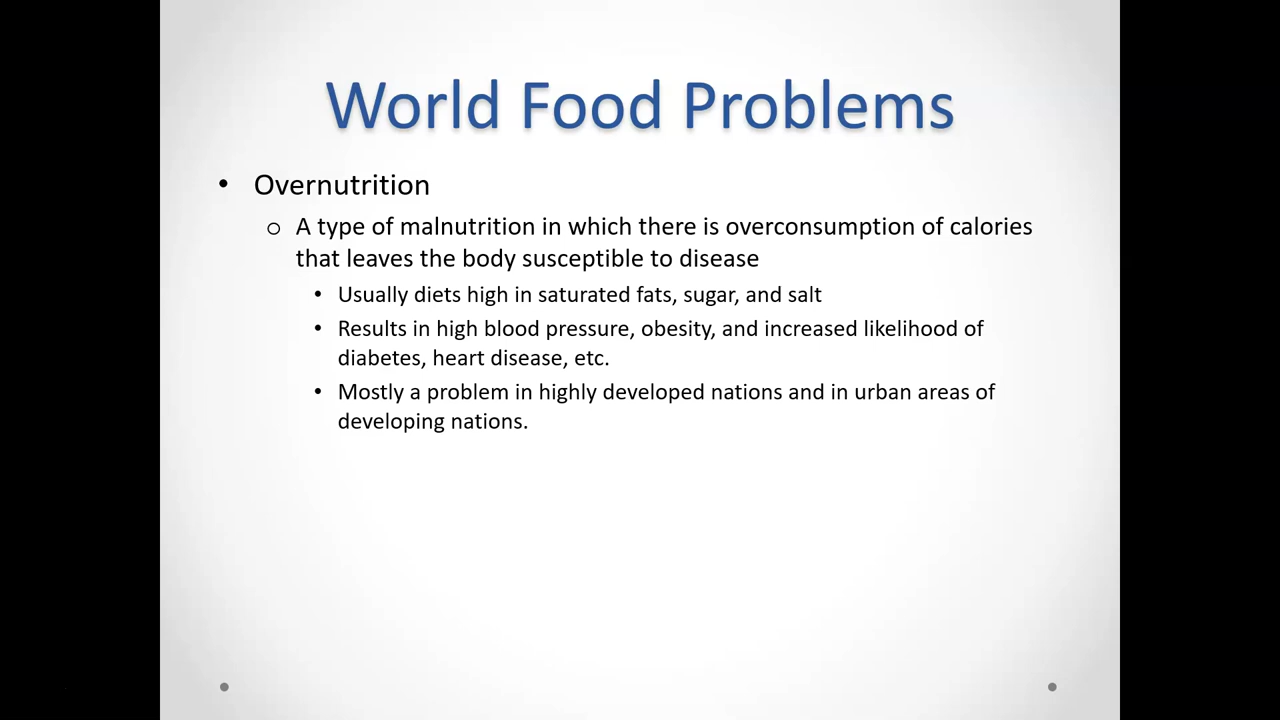 World Food Problems
• Overnutrition
o A type of malnutrition in which there is overconsumption of calories
that leaves the body susceptible to disease
• Usually diets high in saturated fats, sugar, and salt
• Results in high blood pressure, obesity, and increased likelihood of
diabetes, heart disease, etc.
• Mostly a problem in highly developed nations and in urban areas of
developing nations.